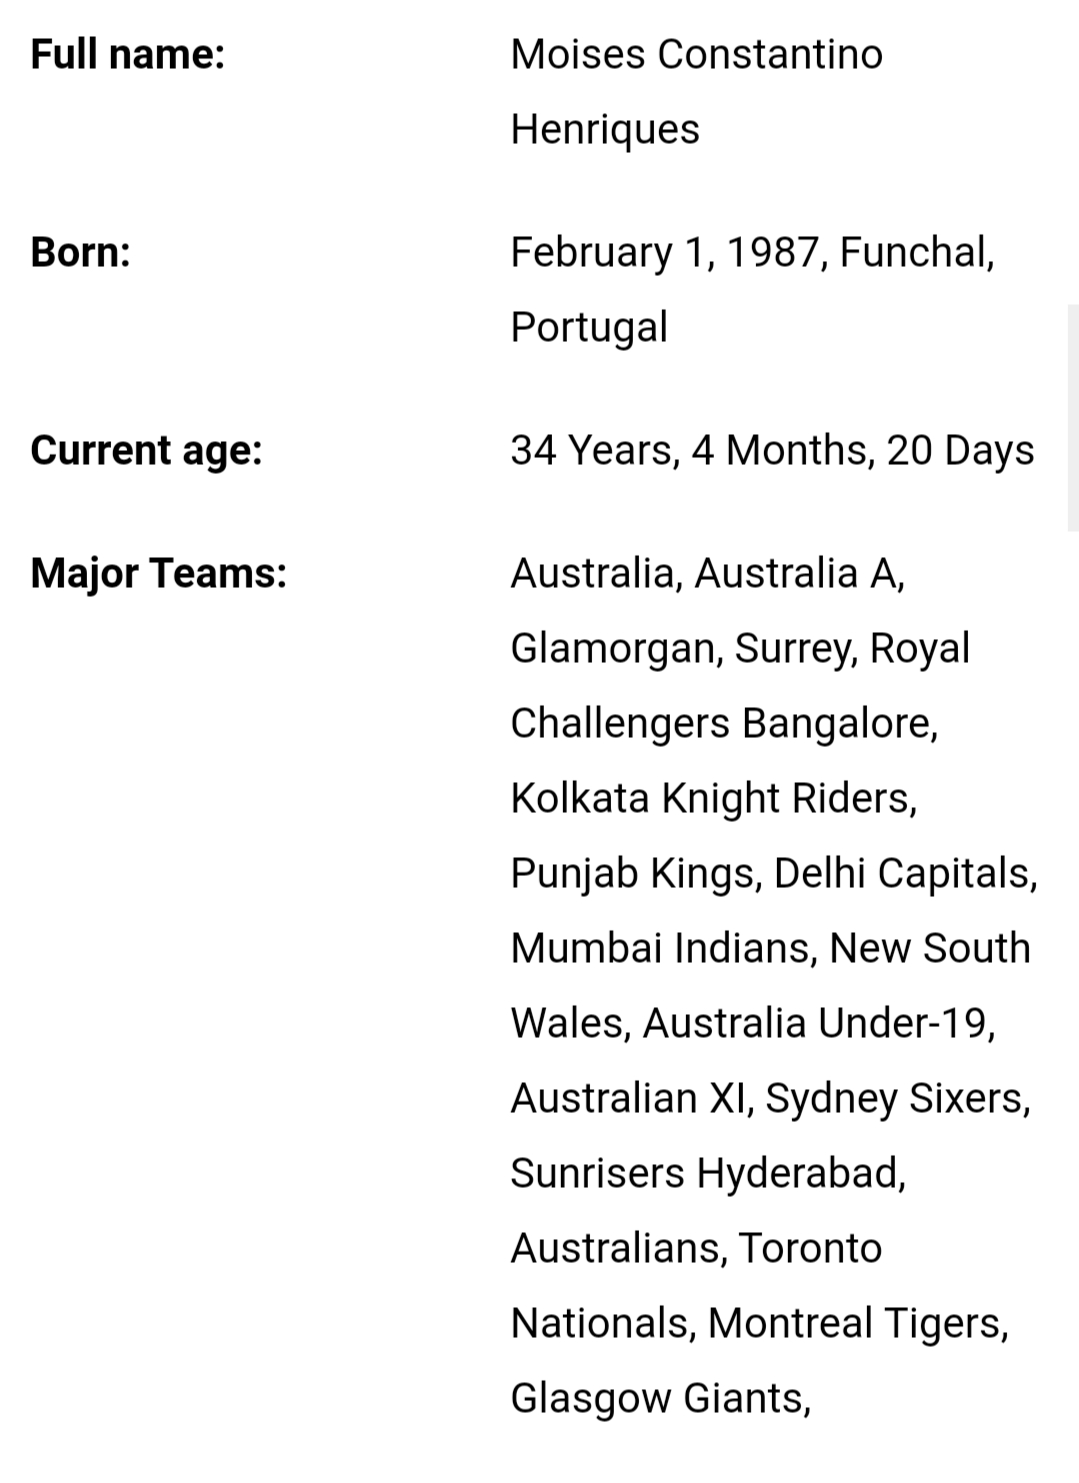 Full name: Moises Constantino
Henriques
Born: February 1, 1987, Funchal,
Portugal
Current age: 34 Years, 4 Months, 20 Days
Major Teams: Australia, Australia A,
Glamorgan, Surrey, Royal
Challengers Bangalore,
Kolkata Knight Riders,
Punjab Kings, Delhi Capitals,
Mumbai Indians, New South
Wales, Australia Under-19,
Australian XI, Sydney Sixers,
Sunrisers Hyderabad,
Australians, Toronto
Nationals, Montreal Tigers,
Glasgow Giants,